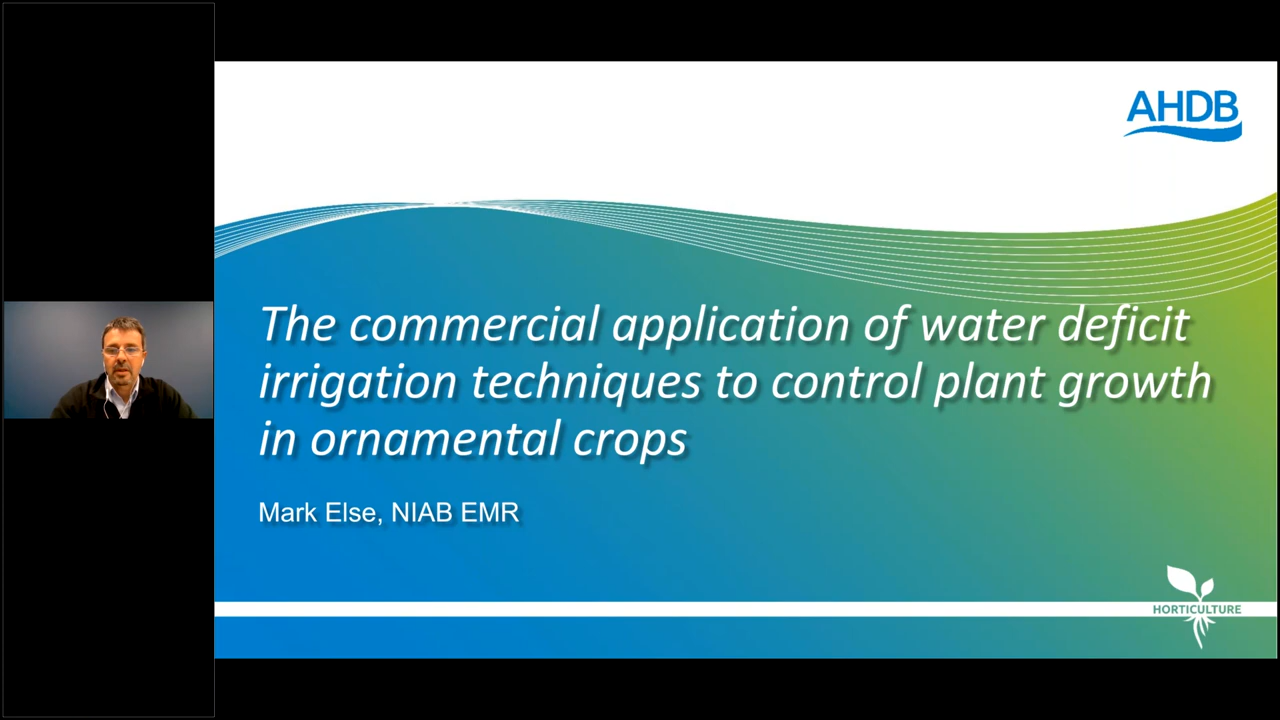 AHDB
The commercial application of water deficit
irrigation techniques to control plant growth
in ornamental crops
Mark Else, NIAB EMR
HORTICULTURE